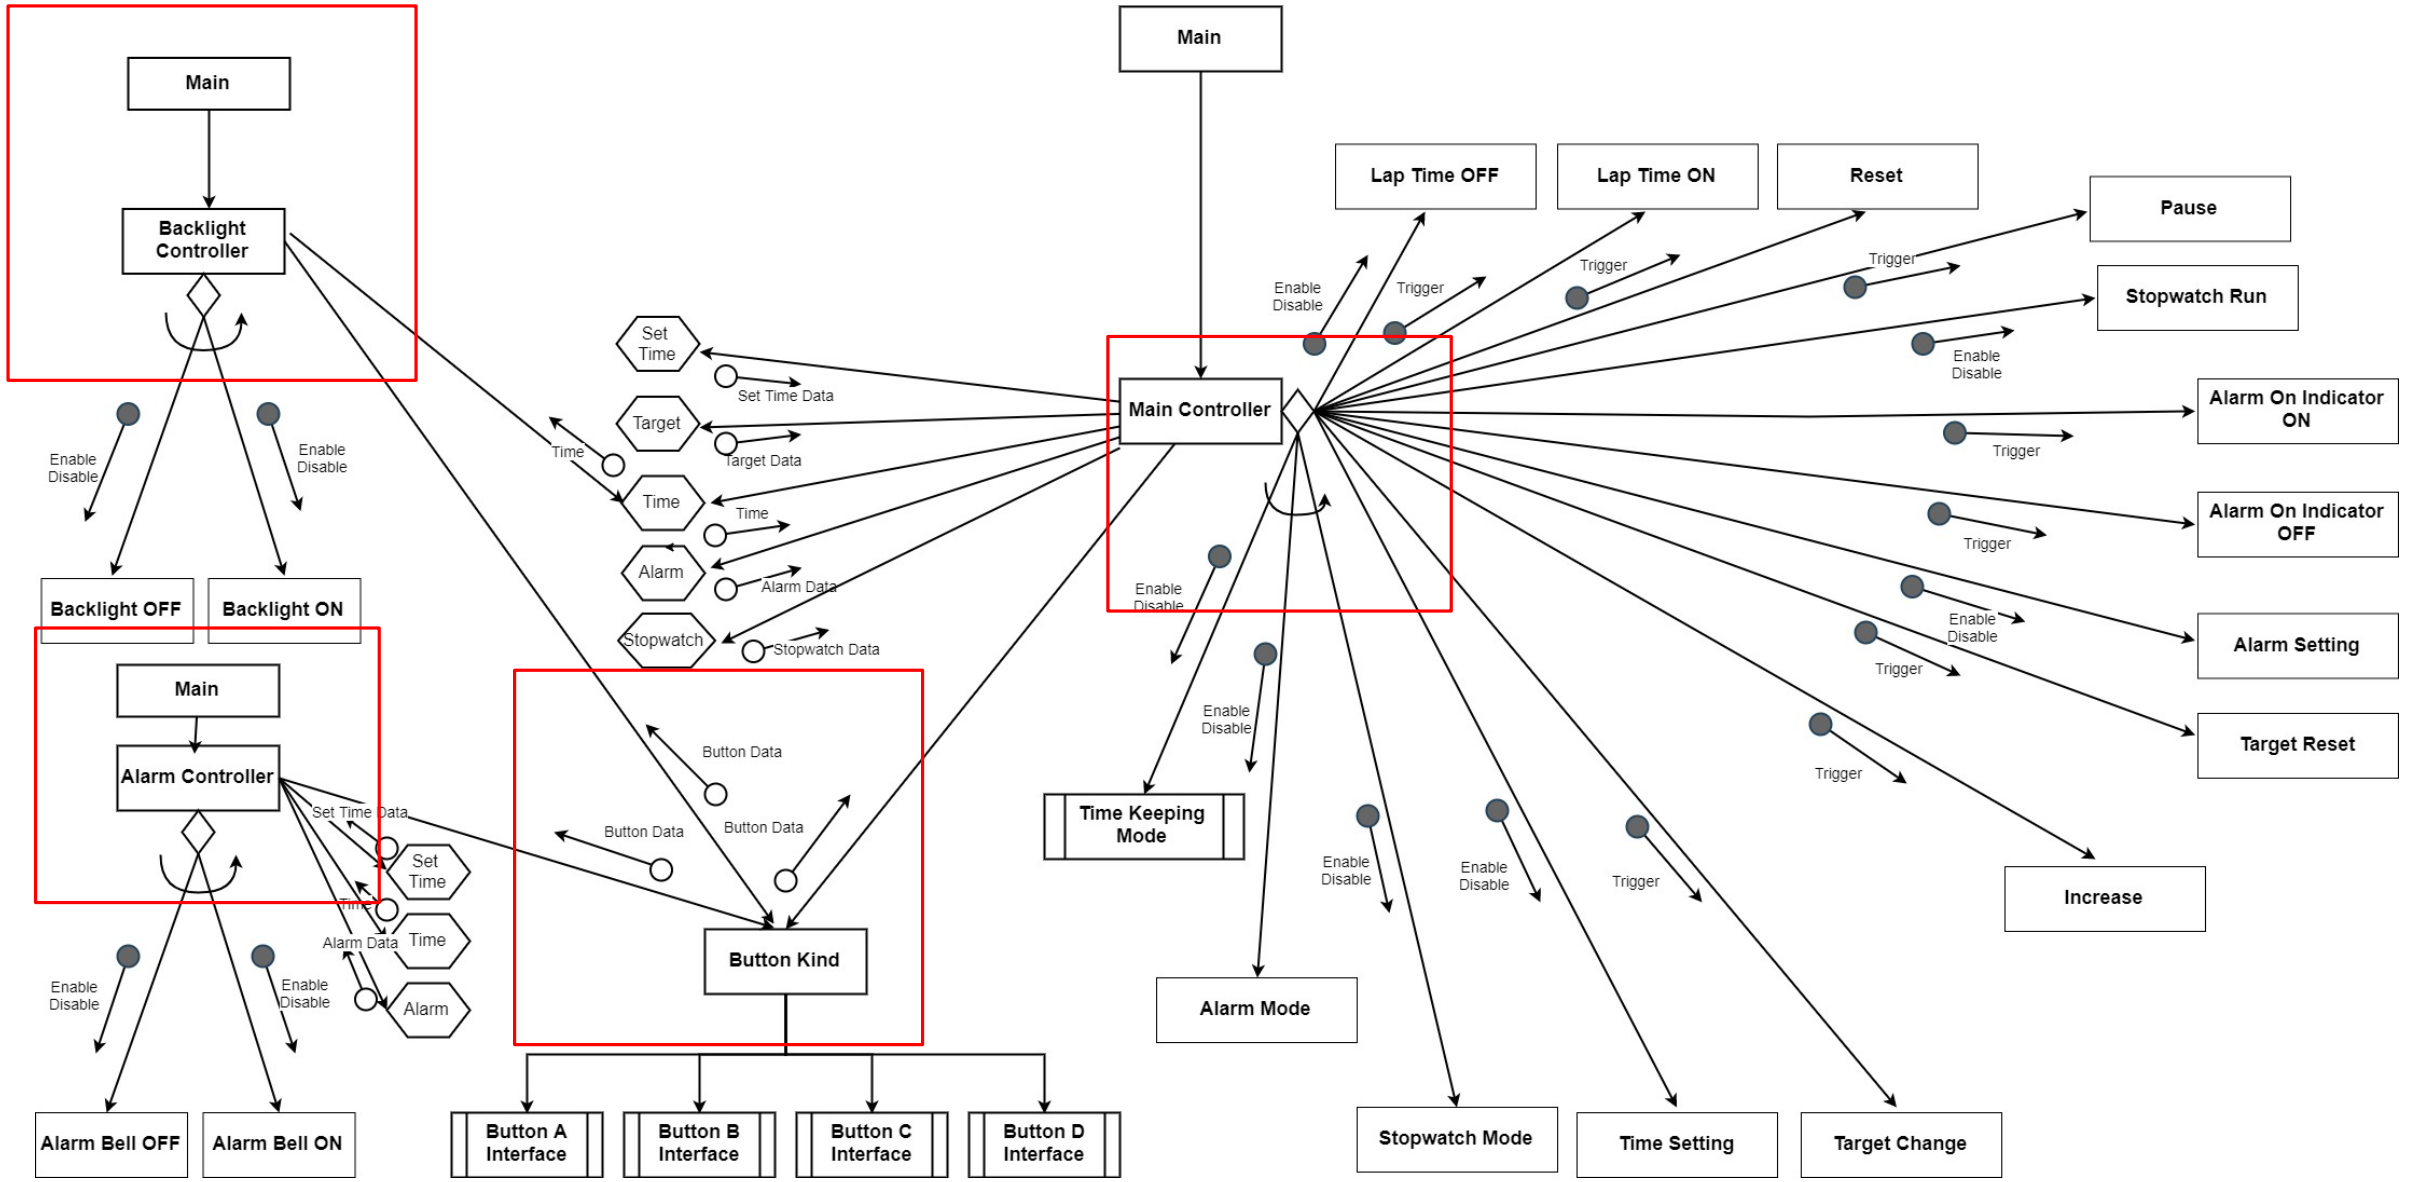 Main
Main
Lap Time OFF
Lap Time ON
Reset
Pause
Backlight
Controller
Trigger
Trigger
Enable
Disable
Trigger
Stopwatch Run
Set
Time
Enable
Disable
Set Time Data
Main Controller
Alarm On Indicator
ON
Target
Target Data
Trigger
Enable
Disable
Enable
Disable
Time
Time
Time
Alarm On Indicator
OFF
Trigger
Alarm
Alarm Data
Enable
Disable
Enable
Disable
Backlight OFF
Backlight ON
Stopwatch
Stopwatch Data
Alarm Setting
Trigger
Main
Enable
Disable
Button Data
Target Reset
Alarm Controller
Trigger
Set Time Data
Button Data
Button Data
Time Keeping
Mode
Set
Time
Enable
Disable
Enable
Disable
Trigger
Increase
Time
Alarm Data
Time
Button Kind
Enable
Disable
Enable
Disable
Alarm
Alarm Mode
Alarm Bell OFF
Alarm Bell ON
Button A
Interface
Button B
Interface
Button C
Interface
Button D
Interface
Stopwatch Mode
Time Setting
Target Change